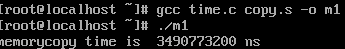 [root@localhost ~]# gcc time.c copy.s -o m1
[root@localhost ~]# ./m1
memorycopy time is  3490773200 ns